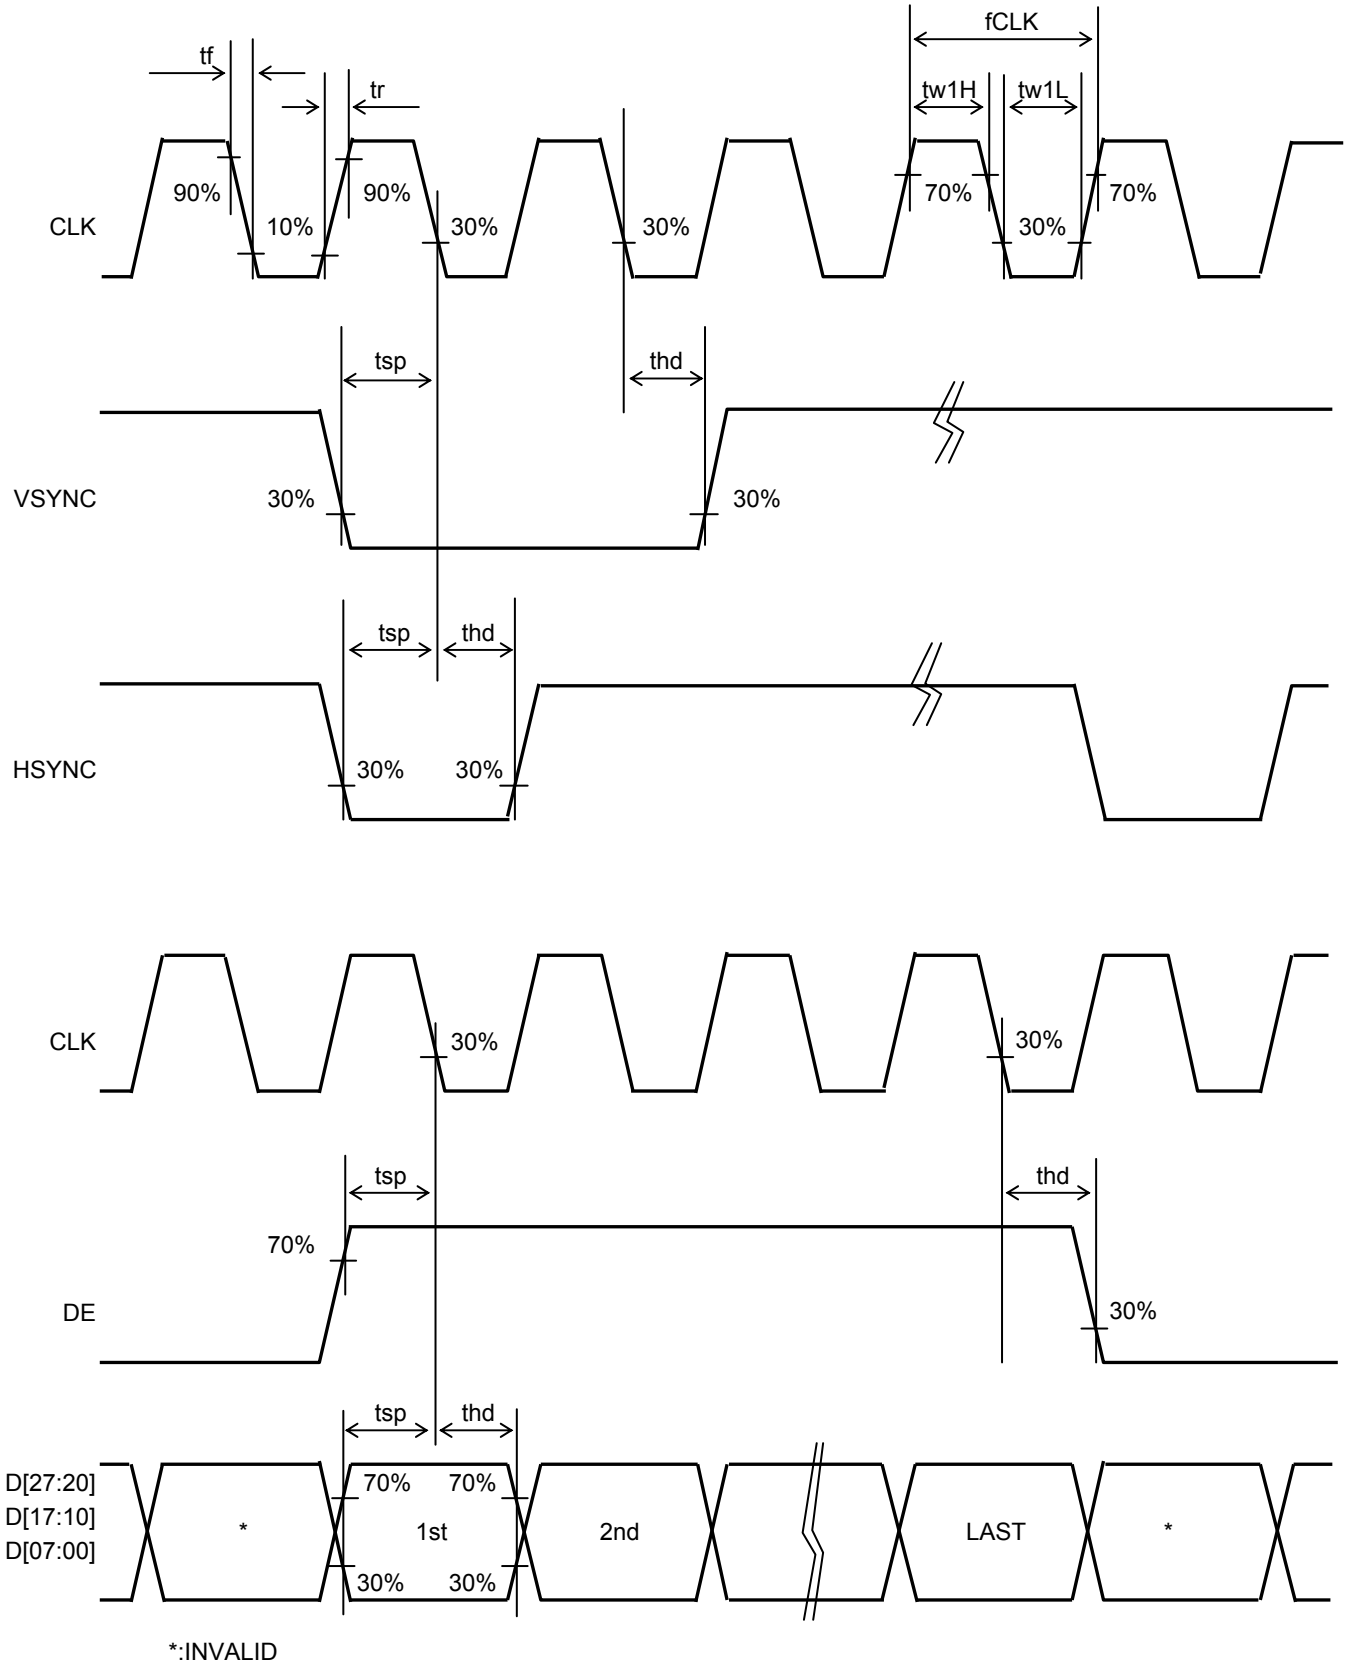 fCLK
tf
tr
tw1H
tw1L
90%
90%
70%
70%
CLK
10%
30%
30%
30%
tsp
thd
VSYNC
30%
30%
tsp
thd
HSYNC
30%
30%
CLK
30%
30%
tsp
thd
70%
DE
30%
tsp
thd
D[27:20]
70%
70%
D[17:10]
*
1st
2nd
LAST
*
D[07:00]
30%
30%
*:INVALID